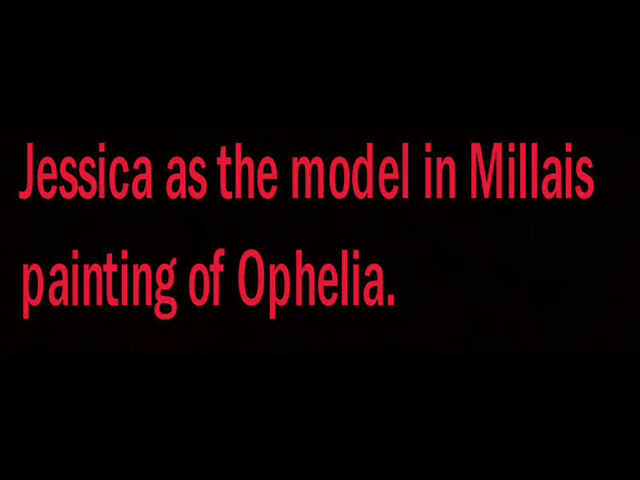 Jessica as the model in Millais
painting of Ophelia.